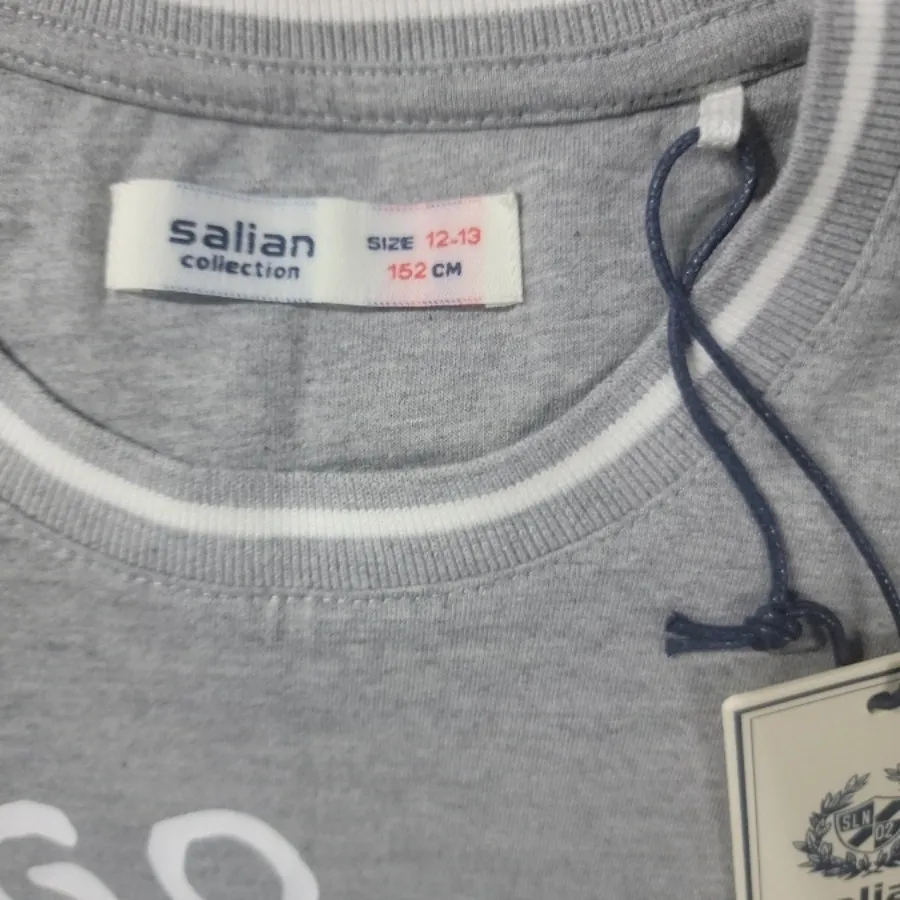 salian
collection
SIZE 12-13
152 CM
SLN
02